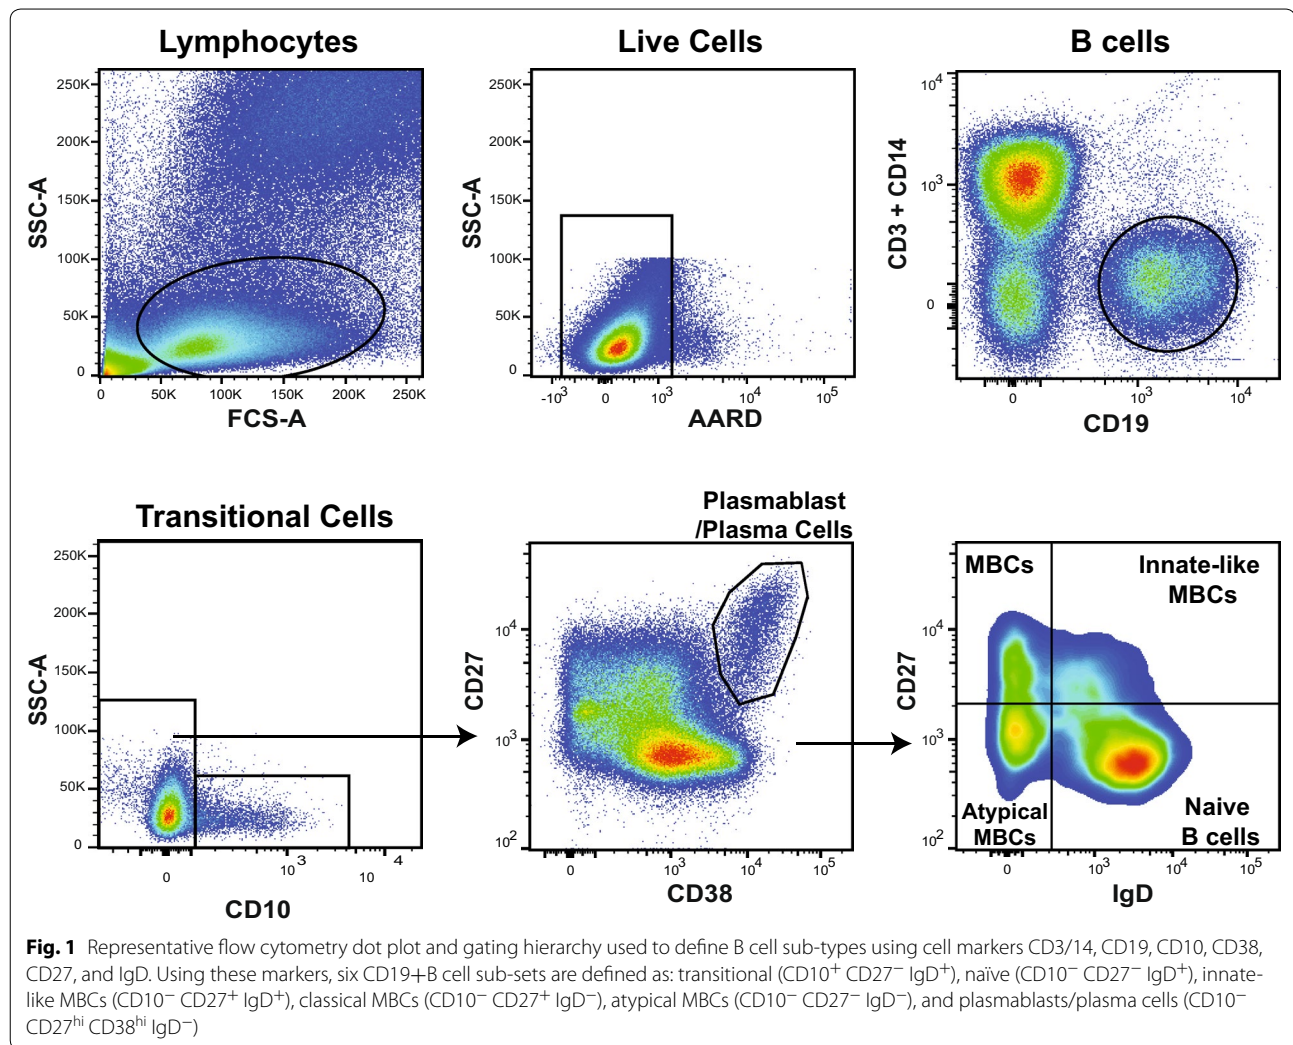 Lymphocytes
Live Cells
B cells
SSC-A
250K
200K
150K
100K
50K
0
0
50K
100K
150K
200K
250K
FCS-A
SSC-A
250K
200K
150K
100K
50K
0
-10³
0
10³
10⁴
10⁵
AARD
CD3 + CD14
10⁴
10³
0
0
10³
10⁴
CD19
Transitional Cells
SSC-A
250K
200K
150K
100K
50K
0
0
10³
10⁴
CD10
Plasmablast
/Plasma Cells
CD27
10⁴
10³
10²
0
10³
10⁴
10⁵
CD38
MBCs
Innate-like
MBCs
Atypical
MBCs
Naive
B cells
CD27
10⁴
10³
10²
0
10³
10⁴
10⁵
IgD
Fig. 1 Representative flow cytometry dot plot and gating hierarchy used to define B cell sub-types using cell markers CD3/14, CD19, CD10, CD38,
CD27, and IgD. Using these markers, six CD19+B cell sub-sets are defined as: transitional (CD10⁺ CD27⁻ IgD⁺), naïve (CD10⁻ CD27⁻ IgD⁺), innate-
like MBCs (CD10⁻ CD27⁺ IgD⁺), classical MBCs (CD10⁻ CD27⁺ IgD⁻), atypical MBCs (CD10⁻ CD27⁻ IgD⁻), and plasmablasts/plasma cells (CD10⁻
CD27ʰⁱ CD38ʰⁱ IgD⁻)